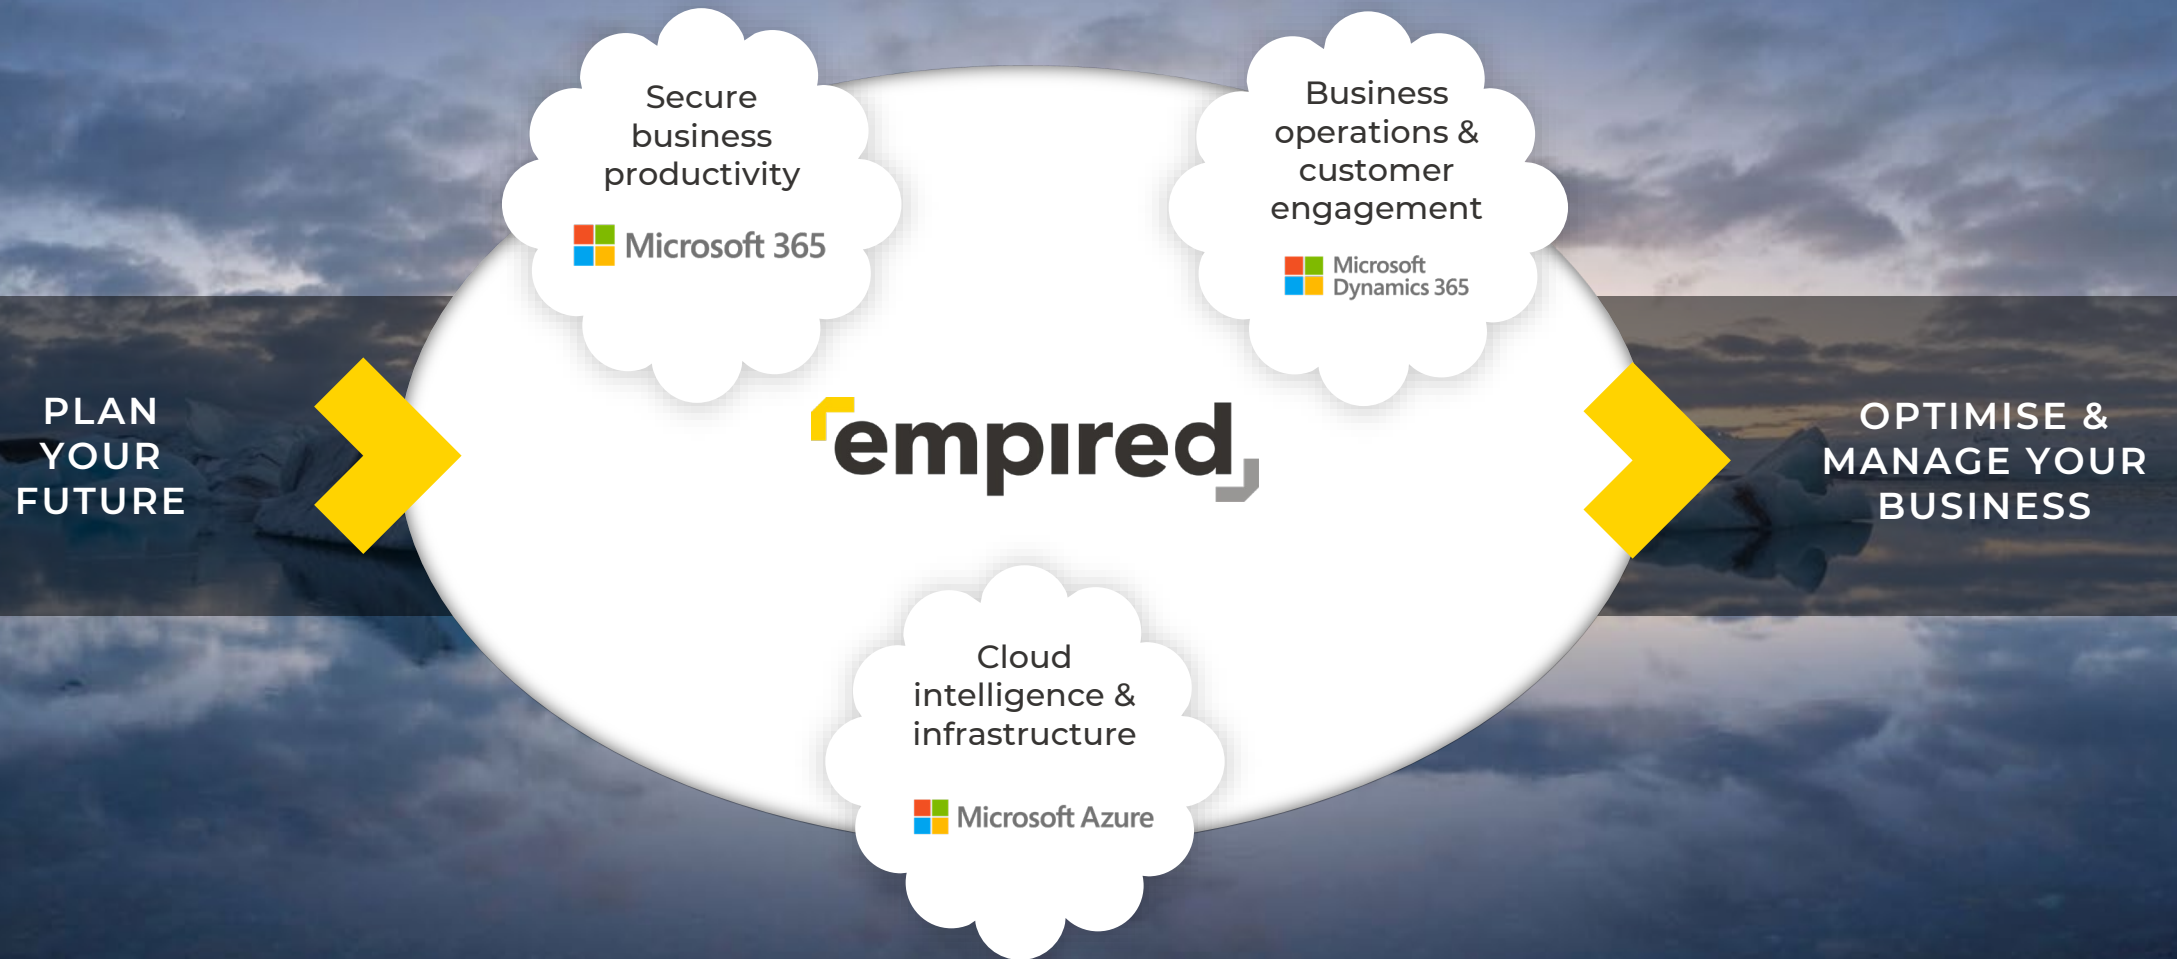 Secure
business
productivity
Microsoft 365
Business
operations &
customer
engagement
Microsoft
Dynamics 365
PLAN
YOUR
FUTURE
empired
OPTIMISE &
MANAGE YOUR
BUSINESS
Cloud
intelligence &
infrastructure
Microsoft Azure